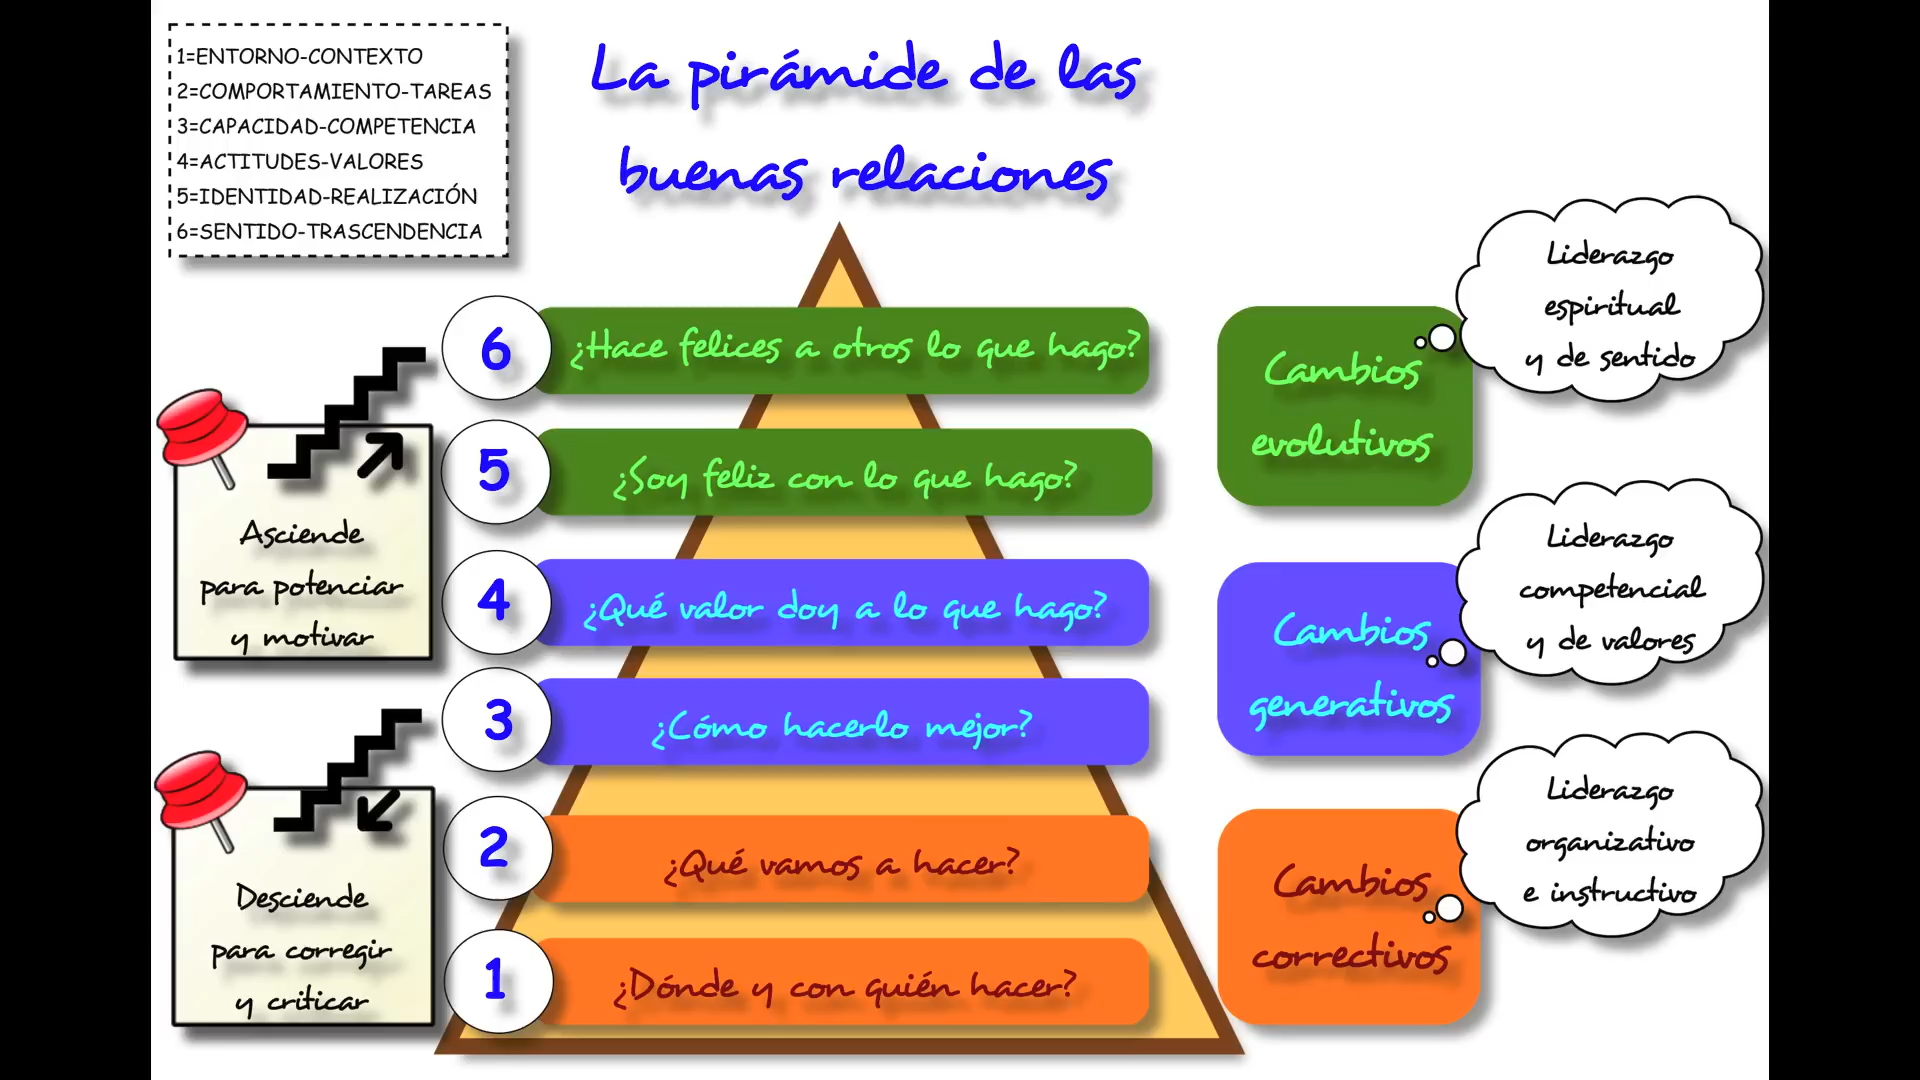 1=ENTORNO-CONTEXTO
2=COMPORTAMIENTO-TAREAS
3=CAPACIDAD-COMPETENCIA
4=ACTITUDES-VALORES
5=IDENTIDAD-REALIZACIÓN
6=SENTIDO-TRASCENDENCIA
La pirámide de las
buenas relaciones
6
¿Hace felices a otros lo que hago?
5
¿Soy feliz con lo que hago?
4
¿Qué valor doy a lo que hago?
3
¿Cómo hacerlo mejor?
2
¿Qué vamos a hacer?
1
¿Dónde y con quién hacer?
Asciende
para potenciar
y motivar
Desciende
para corregir
y criticar
Cambios
evolutivos
Liderazgo
espiritual
y de sentido
Cambios
generativos
Liderazgo
competencial
y de valores
Cambios
correctivos
Liderazgo
organizativo
e instructivo